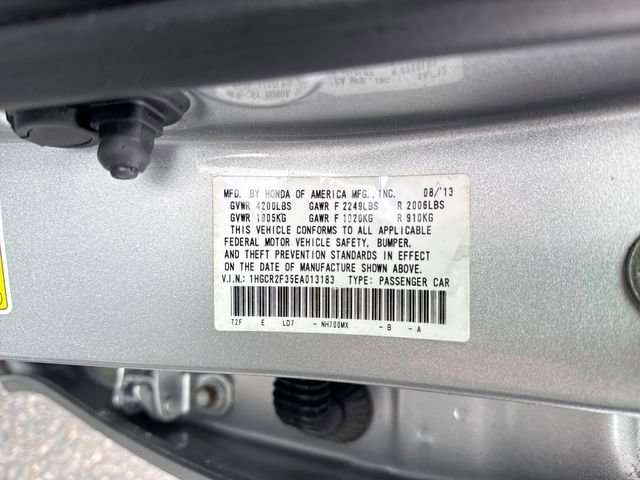 MFD. BY HONDA OF AMERICA MFG., INC. 08/13
GVWR 4200LBS GAWR F 2249LBS R 2006LBS
GVWR 1905KG GAWR F 1020KG R 910KG
THIS VEHICLE CONFORMS TO ALL APPLICABLE
FEDERAL MOTOR VEHICLE SAFETY, BUMPER,
AND THEFT PREVENTION STANDARDS IN EFFECT
ON THE DATE OF MANUFACTURE SHOWN ABOVE.
V.I.N.: 1HGCR2F35EA013183 TYPE: PASSENGER CAR
T2F E LD7 - NH700MX - B - A